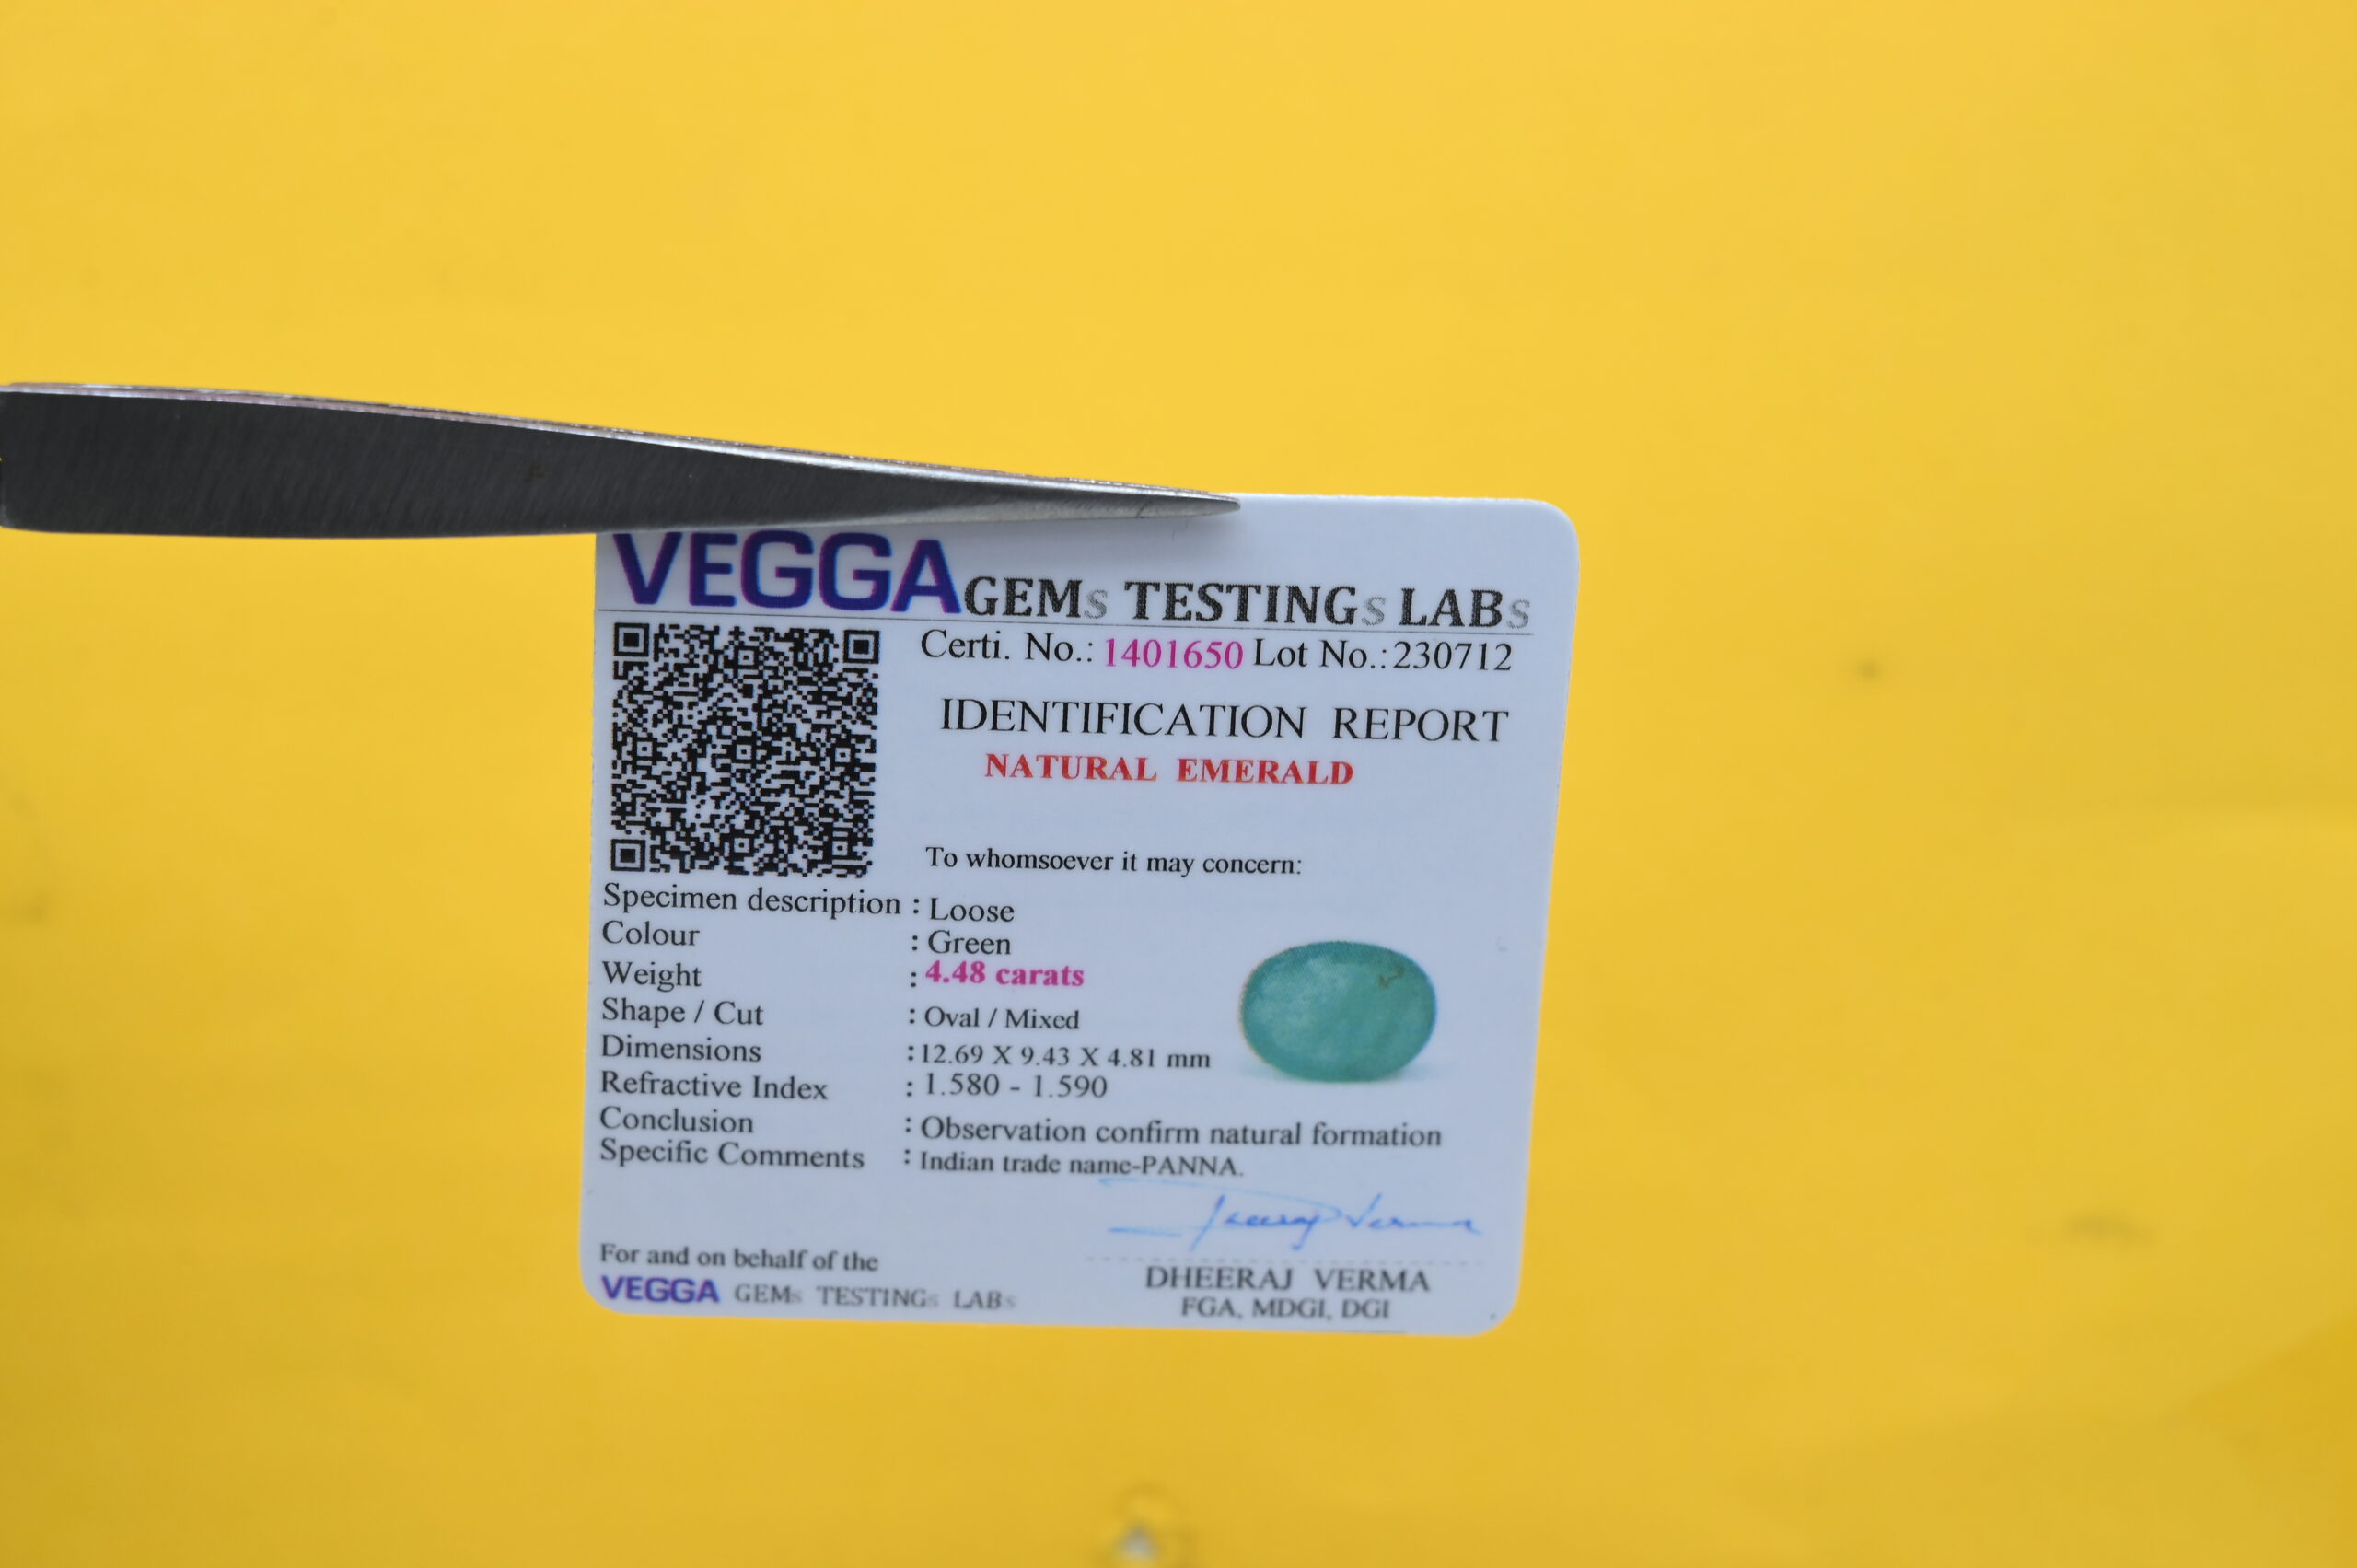 VEGGA GEMs TESTINGs LABs
Certi. No.: 1401650 Lot No.:230712
IDENTIFICATION REPORT
NATURAL EMERALD
To whomsoever it may concern:
Specimen description : Loose
Colour : Green
Weight : 4.48 carats
Shape / Cut : Oval / Mixed
Dimensions :12.69 X 9.43 X 4.81 mm
Refractive Index : 1.580 - 1.590
Conclusion : Observation confirm natural formation
Specific Comments : Indian trade name-PANNA.
Dheeraj Verma
For and on behalf of the
VEGGA GEMs TESTINGs LABs
DHEERAJ VERMA
FGA, MDGI, DGI